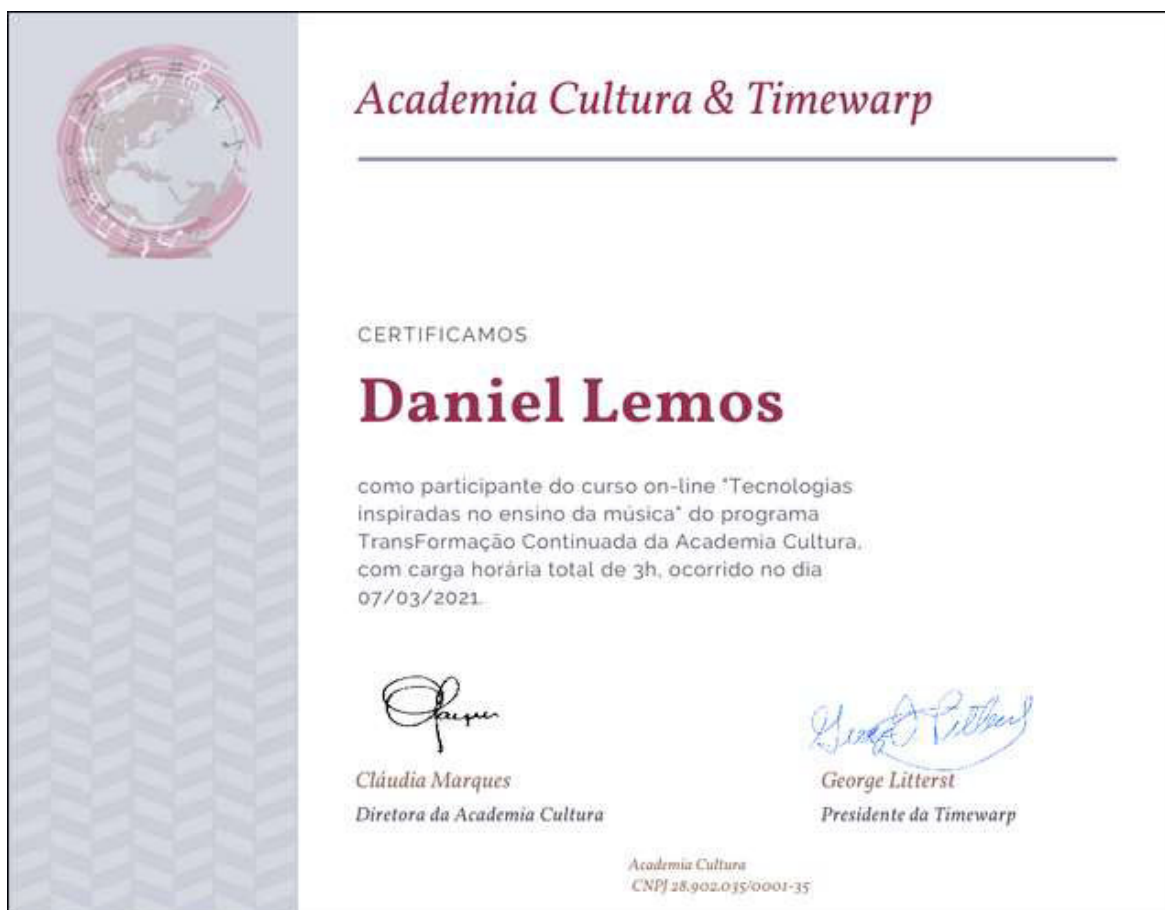 Academia Cultura & Timewarp
CERTIFICAMOS
Daniel Lemos
como participante do curso on-line "Tecnologias
inspiradas no ensino da música" do programa
TransFormação Continuada da Academia Cultura,
com carga horária total de 3h, ocorrido no dia
07/03/2021.
Cláudia Marques
Diretora da Academia Cultura
George Litterst
Presidente da Timewarp
Academia Cultura
CNPJ 28.902.035/0001-35